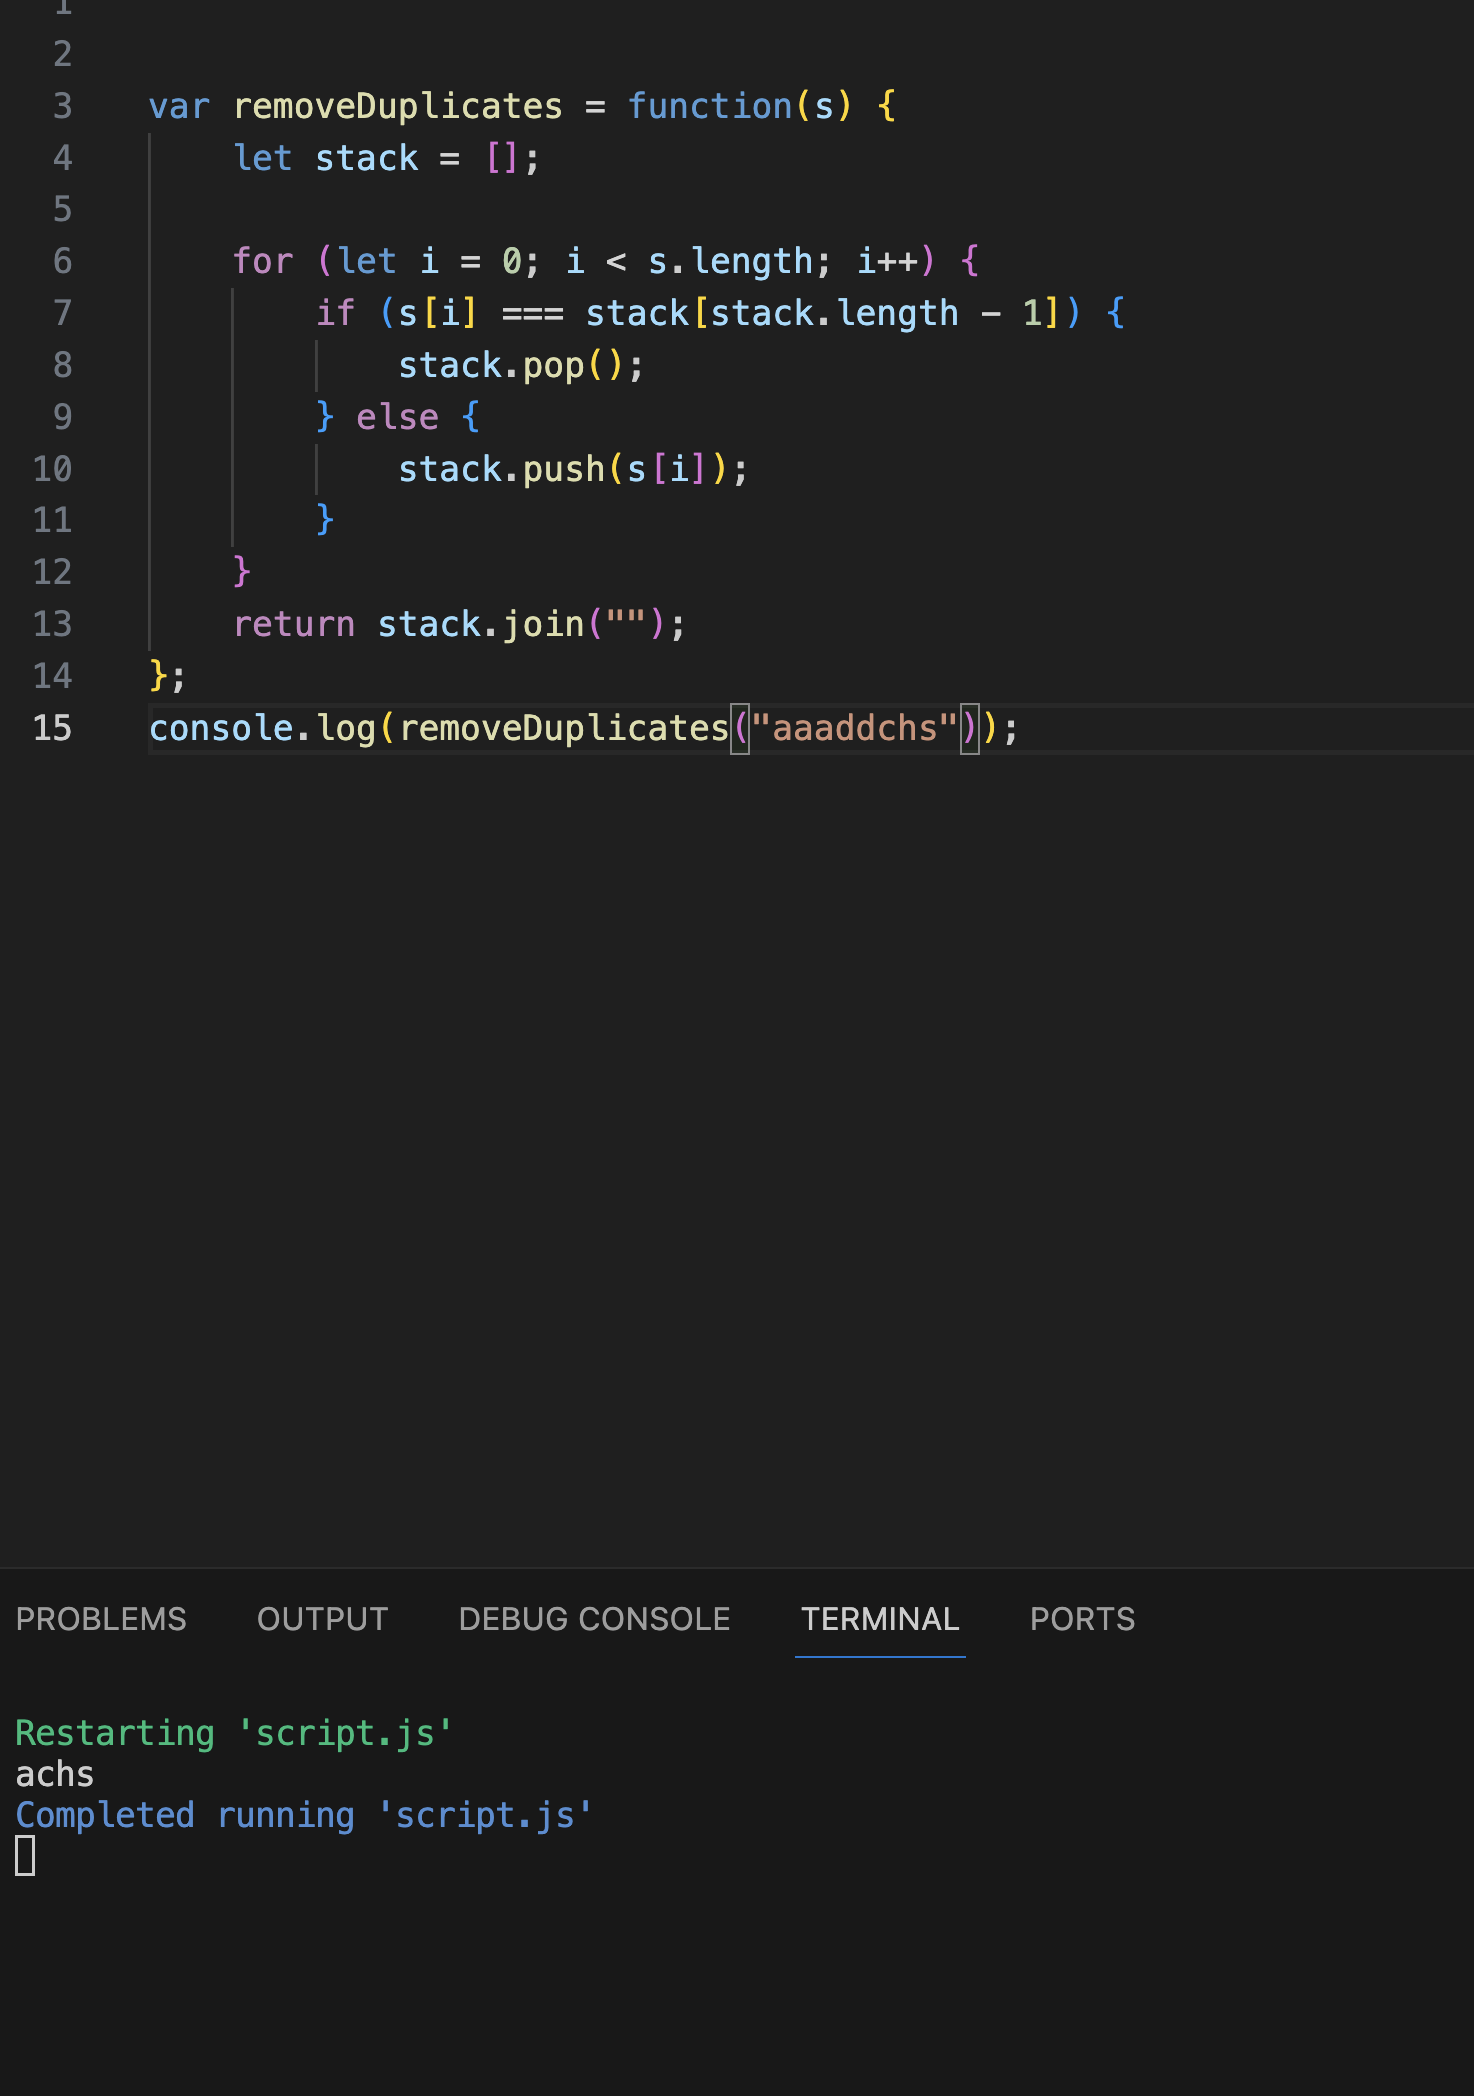 1
2
3 var removeDuplicates = function(s) {
4 let stack = [];
5
6 for (let i = 0; i < s.length; i++) {
7 if (s[i] === stack[stack.length - 1]) {
8 stack.pop();
9 } else {
10 stack.push(s[i]);
11 }
12 }
13 return stack.join("");
14 };
15 console.log(removeDuplicates("aaaddchs"));
PROBLEMS OUTPUT DEBUG CONSOLE TERMINAL PORTS
Restarting 'script.js'
achs
Completed running 'script.js'